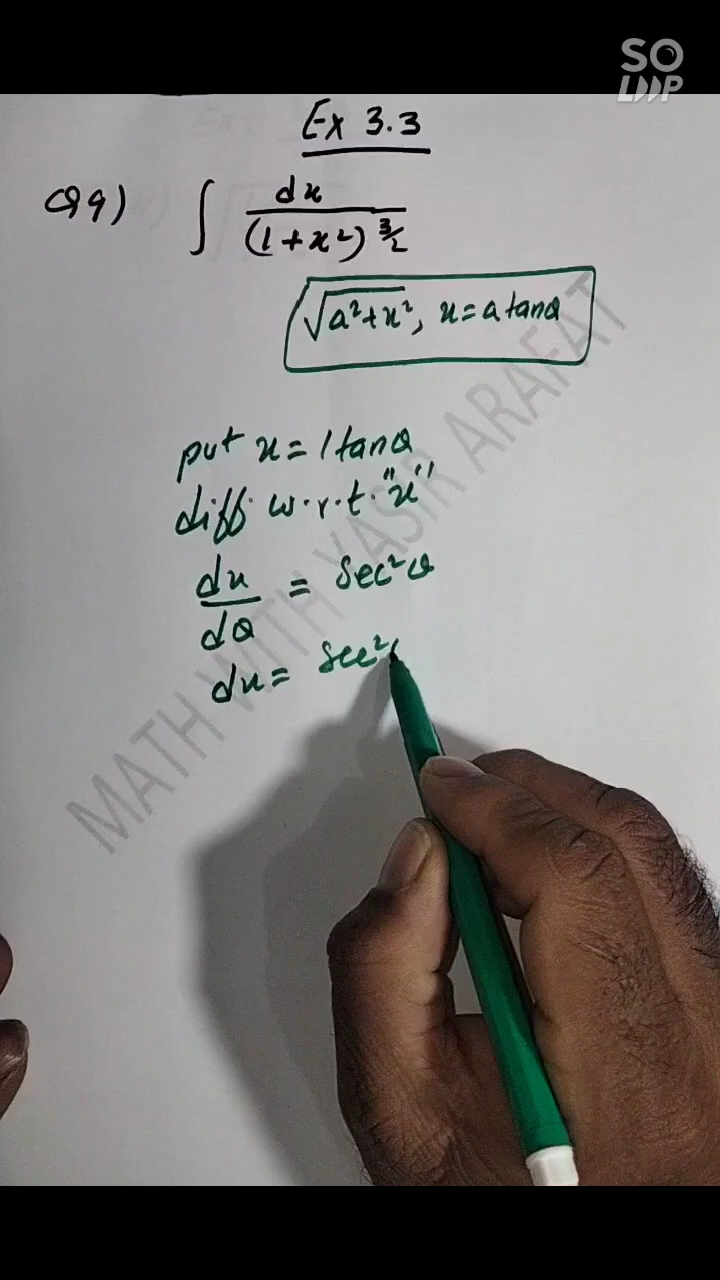 SO
LOOP
Ex 3.3
Q9) ∫ dx / (1+x²)^3/2
√a²+x², x=a tanθ
put x=1tanθ
diff w.r.t. "x"
dx/dθ = Sec²θ
dx= Sec²
MATH WITH YASIR ARAFAT